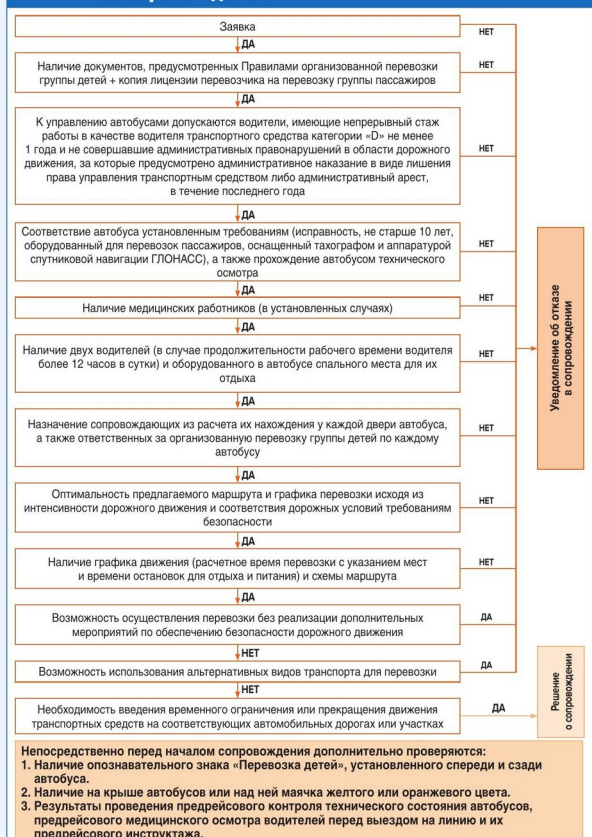 Заявка
НЕТ
ДА
Наличие документов, предусмотренных Правилами организованной перевозки
группы детей + копия лицензии перевозчика на перевозку группы пассажиров
НЕТ
ДА
К управлению автобусами допускаются водители, имеющие непрерывный стаж
работы в качестве водителя транспортного средства категории «D» не менее
1 года и не совершавшие административных правонарушений в области дорожного
движения, за которые предусмотрено административное наказание в виде лишения
права управления транспортным средством либо административный арест,
в течение последнего года
НЕТ
ДА
Соответствие автобуса установленным требованиям (исправность, не старше 10 лет,
оборудованный для перевозок пассажиров, оснащенный тахографом и аппаратурой
спутниковой навигации ГЛОНАСС), а также прохождение автобусом технического
осмотра
НЕТ
ДА
Наличие медицинских работников (в установленных случаях)
НЕТ
ДА
Наличие двух водителей (в случае продолжительности рабочего времени водителя
более 12 часов в сутки) и оборудованного в автобусе спального места для их
отдыха
НЕТ
ДА
Назначение сопровождающих из расчета их нахождения у каждой двери автобуса,
а также ответственных за организованную перевозку группы детей по каждому
автобусу
НЕТ
ДА
Оптимальность предлагаемого маршрута и графика перевозки исходя из
интенсивности дорожного движения и соответствия дорожных условий требованиям
безопасности
НЕТ
ДА
Наличие графика движения (расчетное время перевозки с указанием мест
и времени остановок для отдыха и питания) и схемы маршрута
НЕТ
ДА
Возможность осуществления перевозки без реализации дополнительных
мероприятий по обеспечению безопасности дорожного движения
ДА
НЕТ
Возможность использования альтернативных видов транспорта для перевозки
ДА
НЕТ
Необходимость введения временного ограничения или прекращения движения
транспортных средств на соответствующих автомобильных дорогах или участках
ДА
Уведомление об отказе
в сопровождении
Решение
о сопровождении
Непосредственно перед началом сопровождения дополнительно проверяются:
1. Наличие опознавательного знака «Перевозка детей», установленного спереди и сзади
автобуса.
2. Наличие на крыше автобусов или над ней маячка желтого или оранжевого цвета.
3. Результаты проведения предрейсового контроля технического состояния автобусов,
предрейсового медицинского осмотра водителей перед выездом на линию и их
предрейсового инструктажа.